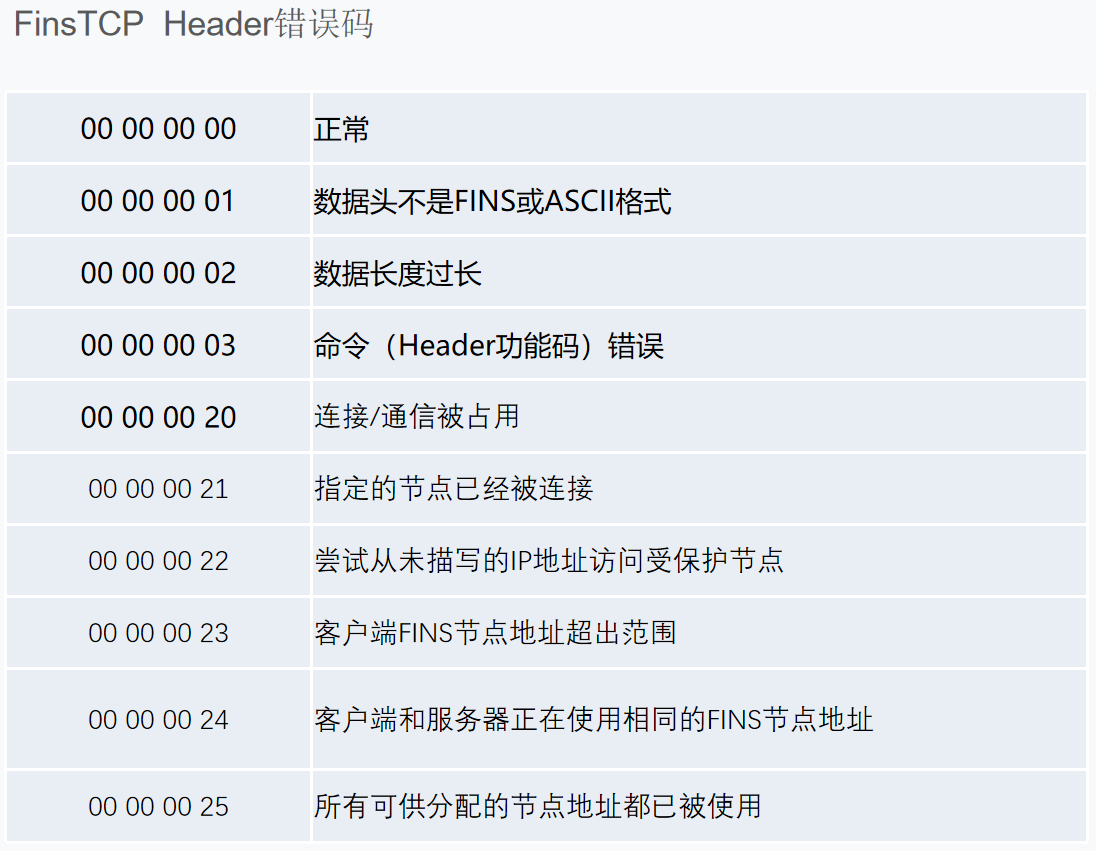 FinsTCP Header错误码
00 00 00 00 正常
00 00 00 01 数据头不是FINS或ASCII格式
00 00 00 02 数据长度过长
00 00 00 03 命令（Header功能码）错误
00 00 00 20 连接/通信被占用
00 00 00 21 指定的节点已经被连接
00 00 00 22 尝试从未描写的IP地址访问受保护节点
00 00 00 23 客户端FINS节点地址超出范围
00 00 00 24 客户端和服务器正在使用相同的FINS节点地址
00 00 00 25 所有可供分配的节点地址都已被使用